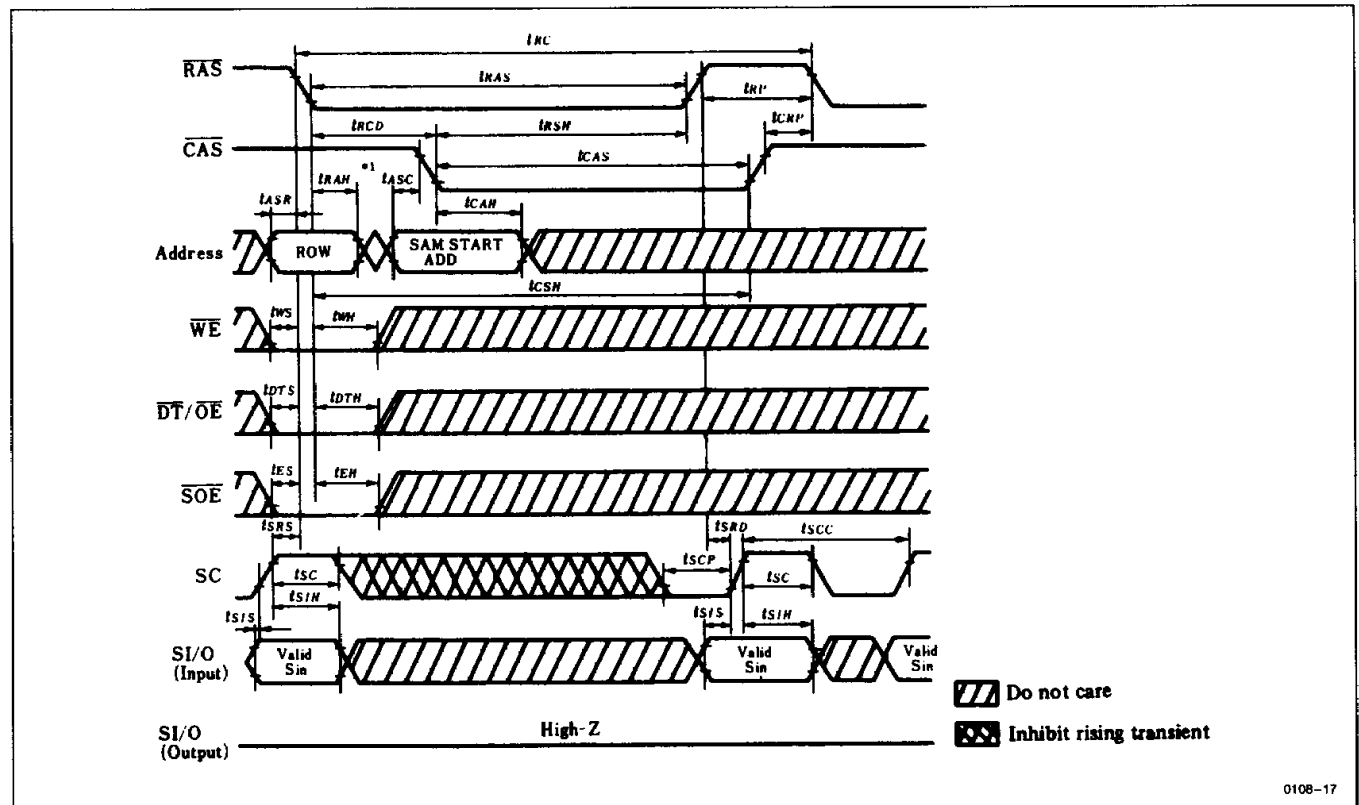 tRC
RAS
tRAS
tRP
tRCD
tRSH
tCRP
CAS
tCAS
*1
tRAH
tASC
tASR
tCAH
Address
ROW
SAM START
ADD
tCSH
tWS
tWH
WE
tDTS
tDTH
DT/OE
tES
tEH
SOE
tSRS
tSRD
tSCC
SC
tSC
tSCP
tSC
tSIH
tSIS
tSIS
tSIH
SI/O
(Input)
Valid
Sin
Valid
Sin
Valid
Sin
Do not care
SI/O
(Output)
High-Z
Inhibit rising transient
0108-17